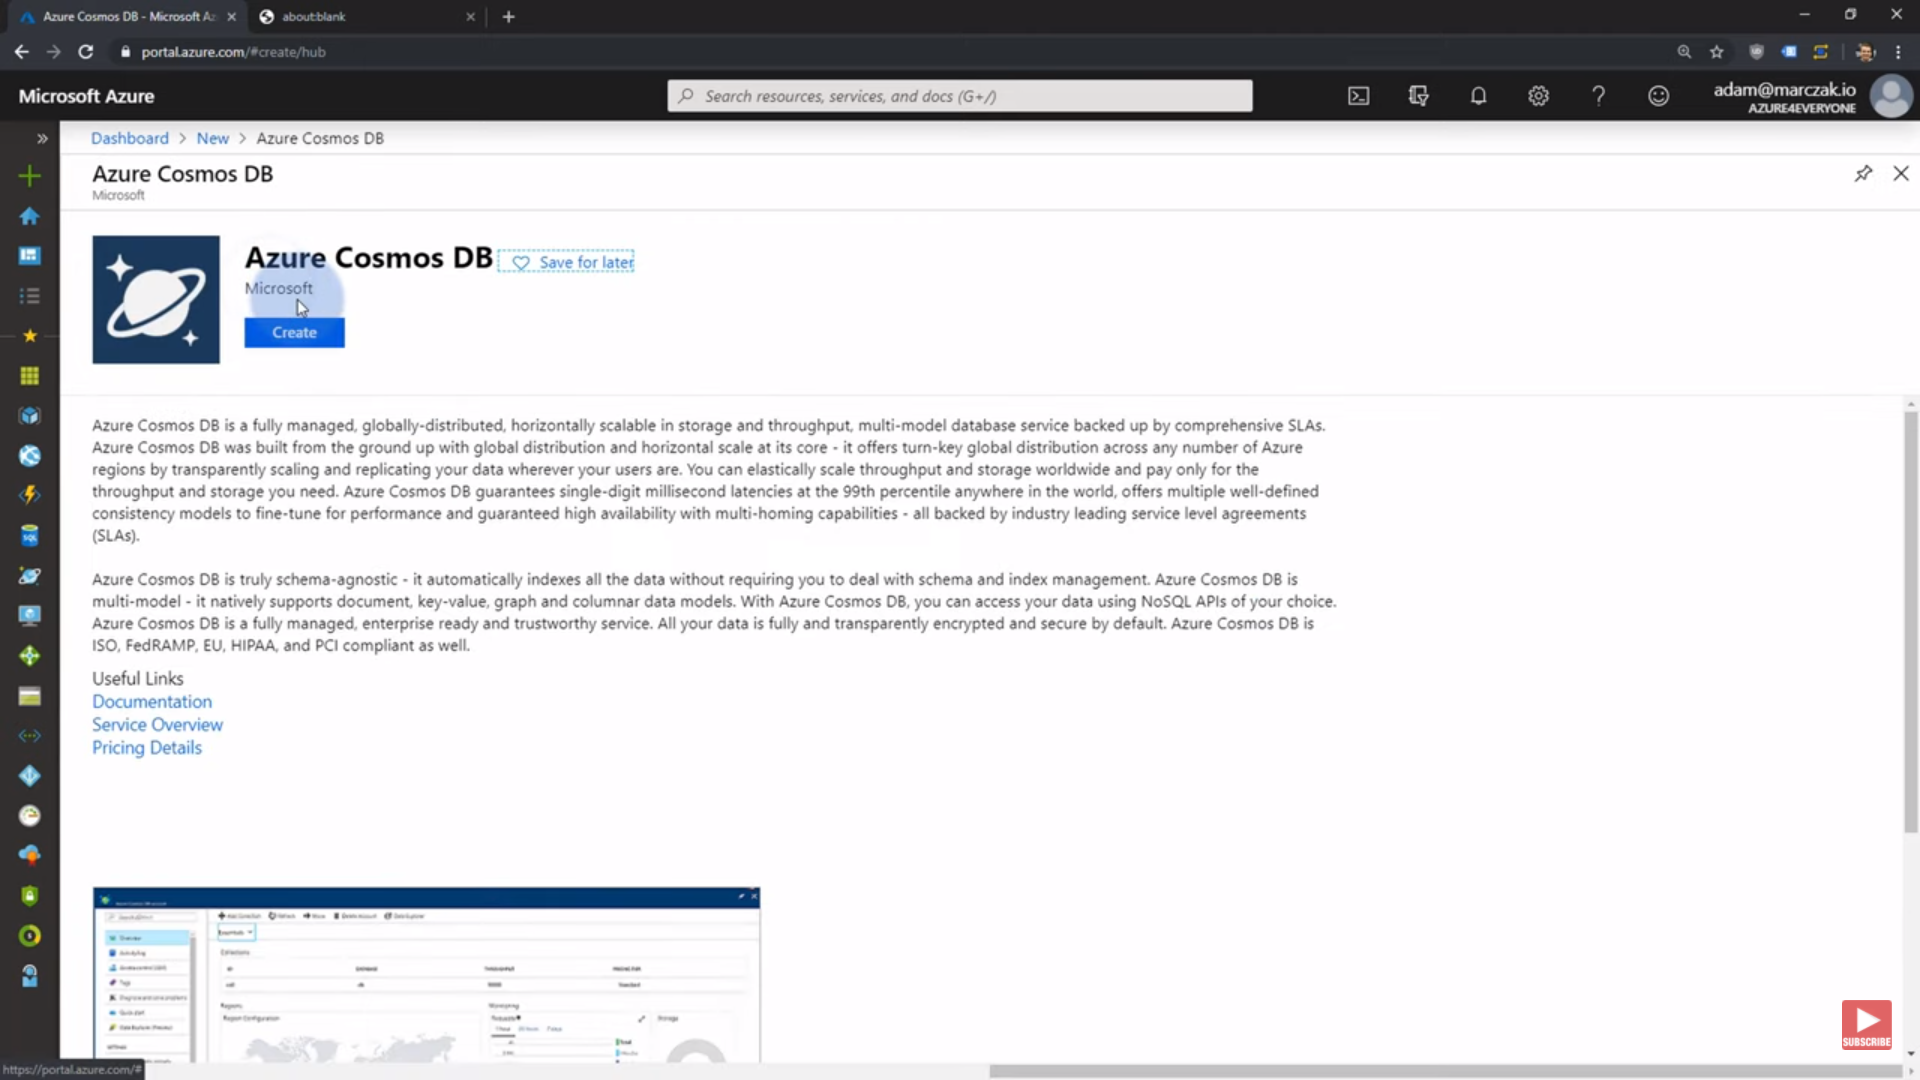 Azure Cosmos DB - Microsoft Az
about:blank
portal.azure.com/#create/hub
Microsoft Azure
Search resources, services, and docs (G+/)
adam@marczak.io
AZURE4EVERYONE
Dashboard > New > Azure Cosmos DB
Azure Cosmos DB
Microsoft
Azure Cosmos DB
Save for later
Microsoft
Create
Azure Cosmos DB is a fully managed, globally-distributed, horizontally scalable in storage and throughput, multi-model database service backed up by comprehensive SLAs.
Azure Cosmos DB was built from the ground up with global distribution and horizontal scale at its core - it offers turn-key global distribution across any number of Azure
regions by transparently scaling and replicating your data wherever your users are. You can elastically scale throughput and storage worldwide and pay only for the
throughput and storage you need. Azure Cosmos DB guarantees single-digit millisecond latencies at the 99th percentile anywhere in the world, offers multiple well-defined
consistency models to fine-tune for performance and guaranteed high availability with multi-homing capabilities - all backed by industry leading service level agreements
(SLAs).
Azure Cosmos DB is truly schema-agnostic - it automatically indexes all the data without requiring you to deal with schema and index management. Azure Cosmos DB is
multi-model - it natively supports document, key-value, graph and columnar data models. With Azure Cosmos DB, you can access your data using NoSQL APIs of your choice.
Azure Cosmos DB is a fully managed, enterprise ready and trustworthy service. All your data is fully and transparently encrypted and secure by default. Azure Cosmos DB is
ISO, FedRAMP, EU, HIPAA, and PCI compliant as well.
Useful Links
Documentation
Service Overview
Pricing Details
Overview
Tags
Quick start
Essentials
Collections
Regions
Region Configuration
Monitoring
Storage
SUBSCRIBE
https://portal.azure.com/#